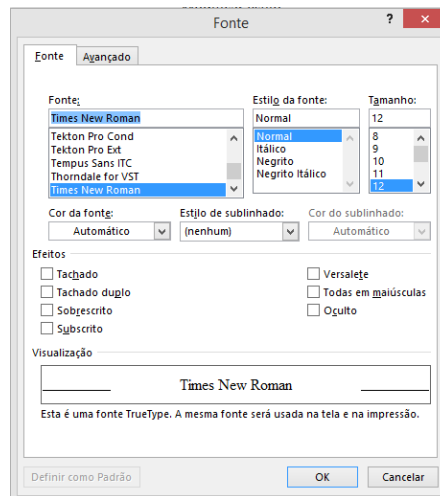 Fonte
? ×
Fonte Avançado
Fonte: Estilo da fonte: Tamanho:
Times New Roman Normal 12
Tekton Pro Cond Normal 8
Tekton Pro Ext Itálico 9
Tempus Sans ITC Negrito 10
Thorndale for VST Negrito Itálico 11
Times New Roman 12
Cor da fonte: Estilo de sublinhado: Cor do sublinhado:
Automático (nenhum) Automático
Efeitos
Tachado Versalete
Tachado duplo Todas em maiúsculas
Sobrescrito Oculto
Subscrito
Visualização
Times New Roman
Esta é uma fonte TrueType. A mesma fonte será usada na tela e na impressão.
Definir como Padrão OK Cancelar